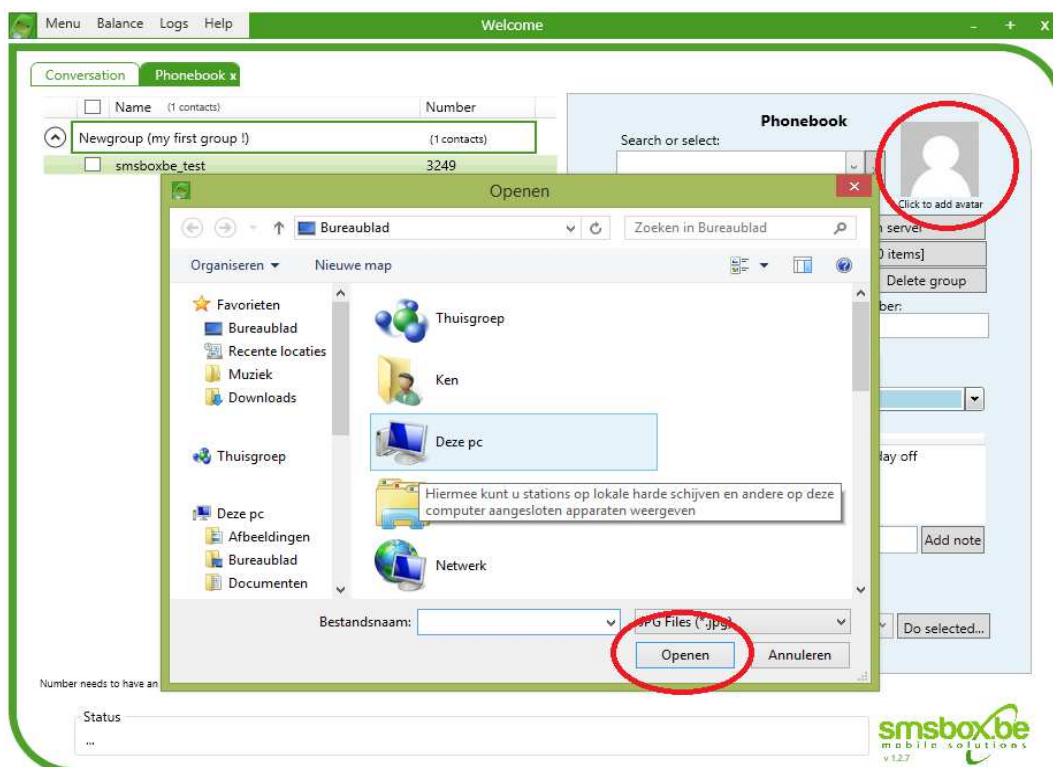 Menu Balance Logs Help Welcome - + x
Conversation Phonebook x
Name (1 contacts) Number
Newgroup (my first group !) (1 contacts)
smsboxbe_test 3249
Phonebook
Search or select:
Click to add avatar
server
items]
Delete group
ber:
day off
Add note
Do selected...
Openen
Bureaublad Zoeken in Bureaublad
Organiseren Nieuwe map
Favorieten
Bureaublad
Recente locaties
Muziek
Downloads
Thuisgroep
Deze pc
Afbeeldingen
Bureaublad
Documenten
Thuisgroep
Ken
Deze pc
Hiermee kunt u stations op lokale harde schijven en andere op deze
computer aangesloten apparaten weergeven
Netwerk
Bestandsnaam: JPG Files (*.jpg)
Openen Annuleren
Number needs to have an
Status
...
smsbox.be
mobile solutions
v 1.2.7